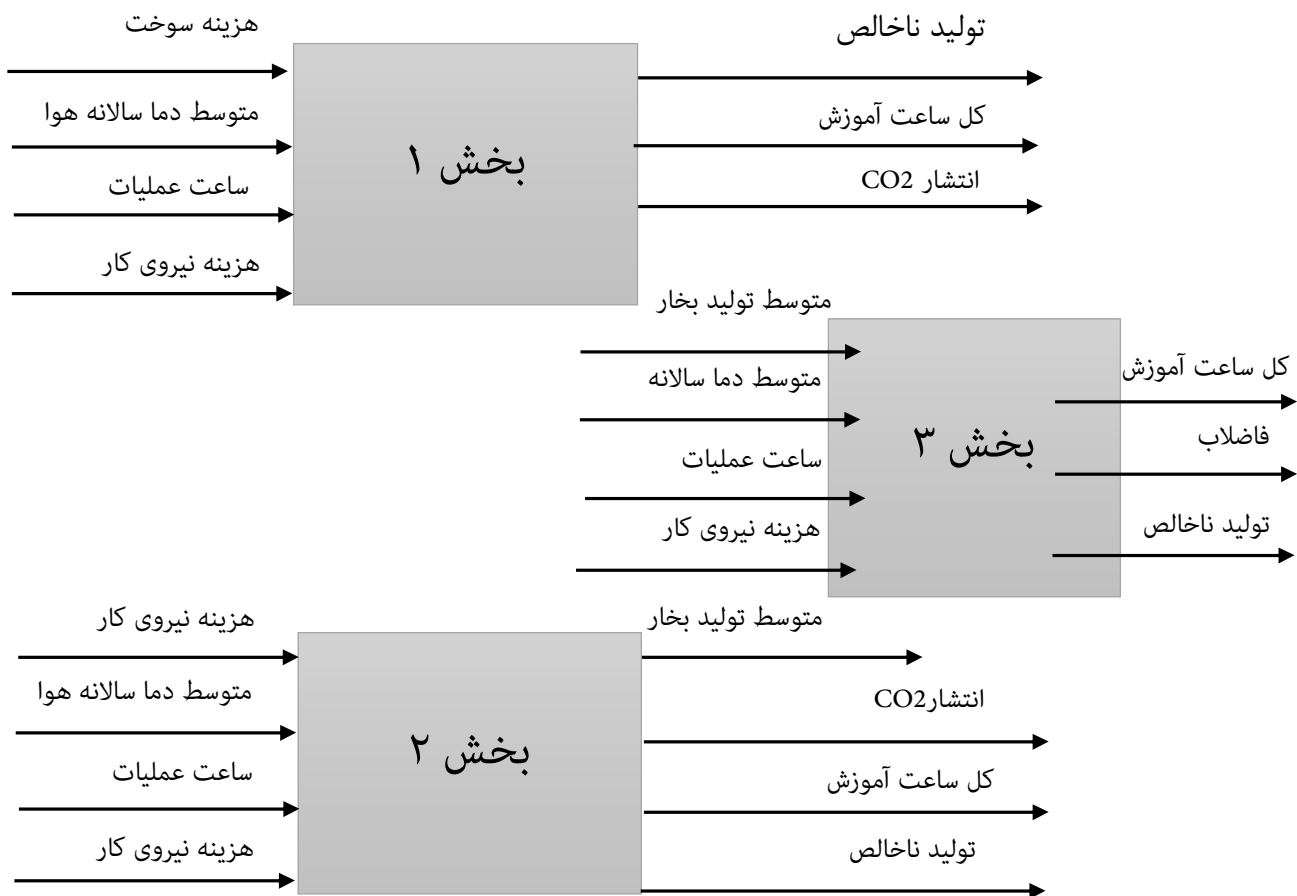 هزینه سوخت
متوسط دما سالانه هوا
ساعت عملیات
هزینه نیروی کار
بخش ۱
تولید ناخالص
کل ساعت آموزش
انتشار CO2
متوسط تولید بخار
متوسط دما سالانه
ساعت عملیات
هزینه نیروی کار
بخش ۳
کل ساعت آموزش
فاضلاب
تولید ناخالص
هزینه نیروی کار
متوسط دما سالانه هوا
ساعت عملیات
هزینه نیروی کار
بخش ۲
متوسط تولید بخار
انتشارCO2
کل ساعت آموزش
تولید ناخالص